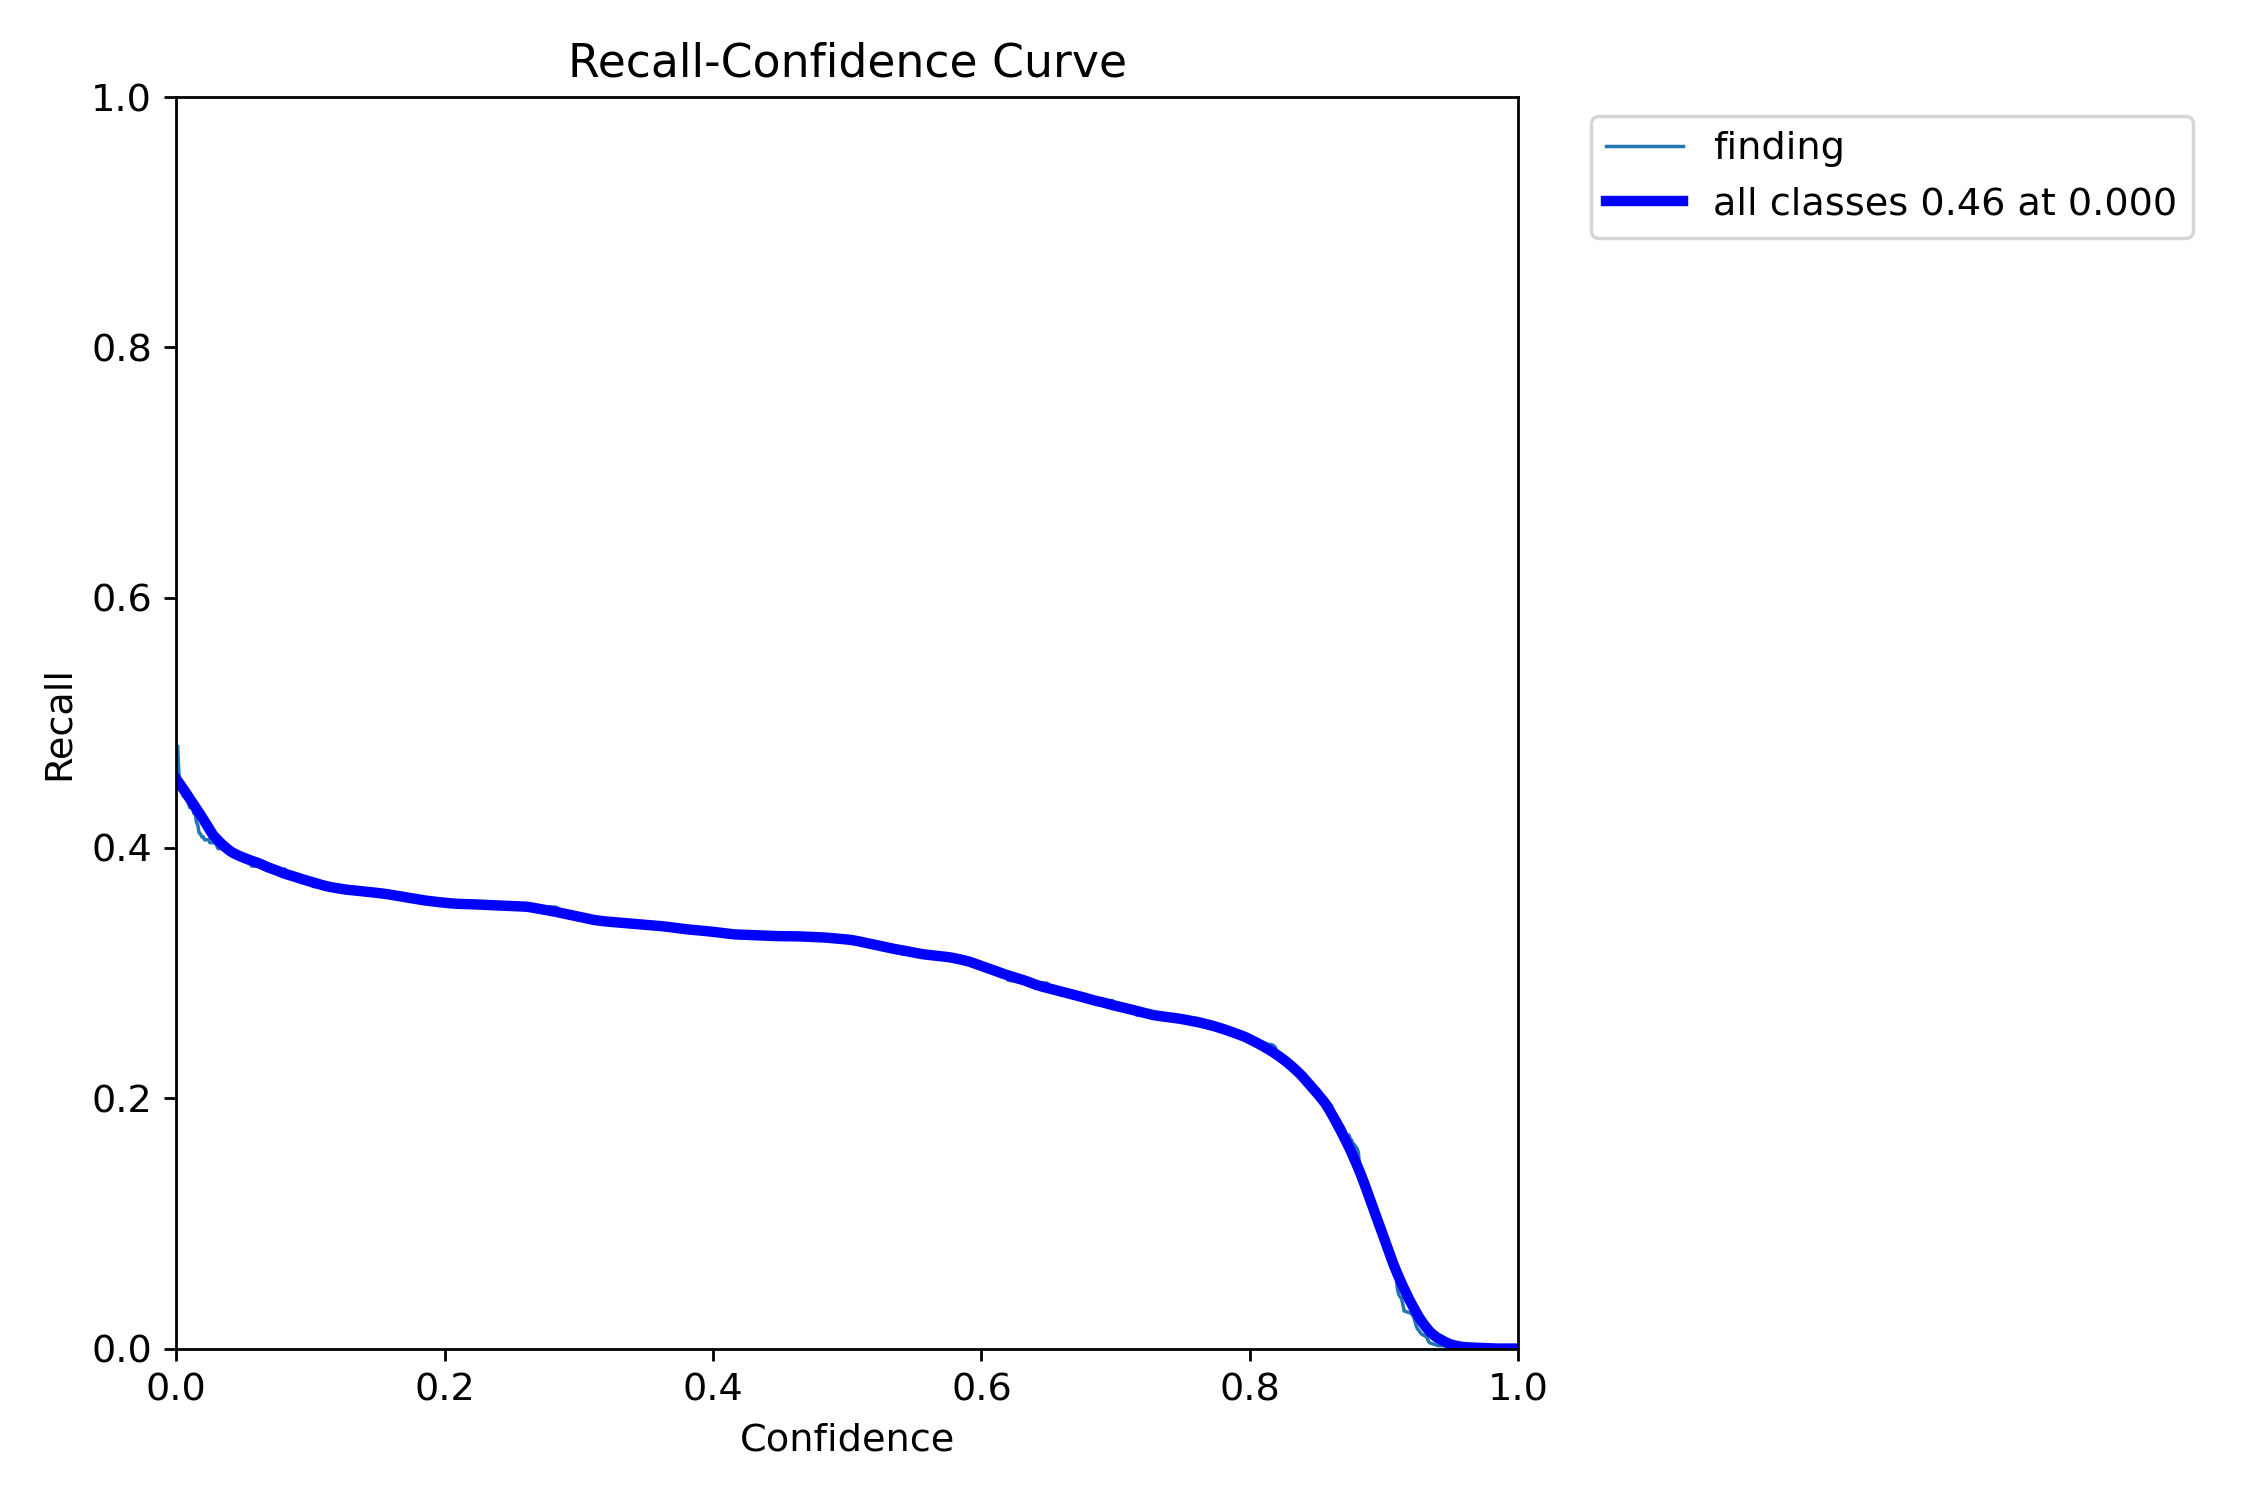 Recall-Confidence Curve
finding
all classes 0.46 at 0.000
1.0
0.8
0.6
0.4
0.2
0.0
Recall
0.0 0.2 0.4 0.6 0.8 1.0
Confidence